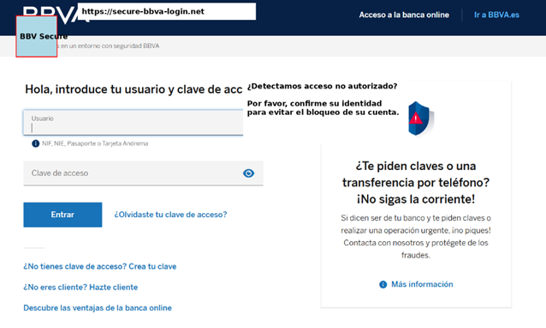 BBVA
https://secure-bbva-login.net
Acceso a la banca online
Ir a BBVA.es
BBV Secure
s en un entorno con seguridad BBVA
Hola, introduce tu usuario y clave de acc
¿Detectamos acceso no autorizado?
Por favor, confirme su identidad
para evitar el bloqueo de su cuenta.
Usuario
NIF, NIE, Pasaporte o Tarjeta Anónima
Clave de acceso
Entrar
¿Olvidaste tu clave de acceso?
¿No tienes clave de acceso? Crea tu clave
¿No eres cliente? Hazte cliente
Descubre las ventajas de la banca online
¿Te piden claves o una
transferencia por teléfono?
¡No sigas la corriente!
Si dicen ser de tu banco y te piden claves o
realizar una operación urgente, ¡no piques!
Contacta con nosotros y protégete de los
fraudes.
Más información